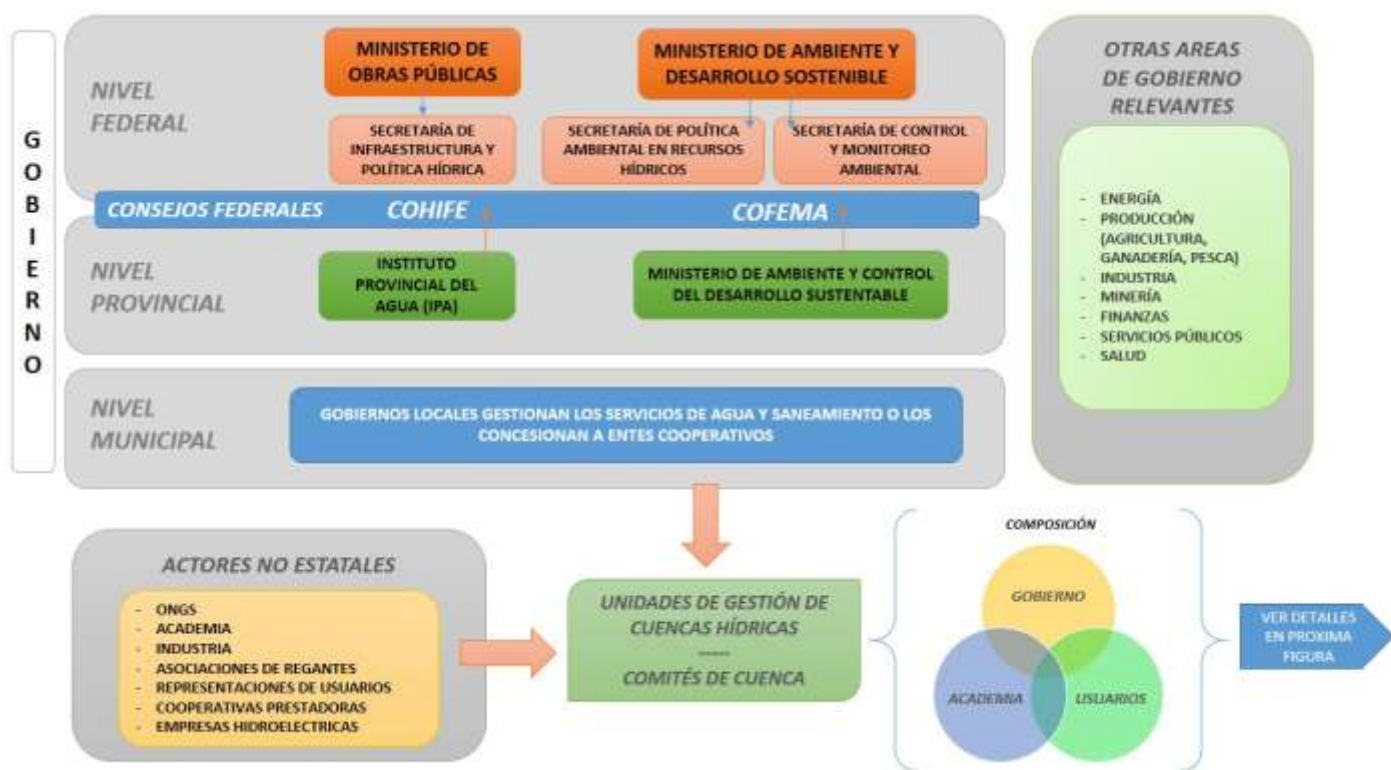 GOBIERNO
NIVEL
FEDERAL
MINISTERIO DE
OBRAS PÚBLICAS
MINISTERIO DE AMBIENTE Y
DESARROLLO SOSTENIBLE
SECRETARÍA DE
INFRAESTRUCTURA Y
POLÍTICA HÍDRICA
SECRETARÍA DE POLÍTICA
AMBIENTAL EN RECURSOS
HÍDRICOS
SECRETARÍA DE CONTROL
Y MONITOREO
AMBIENTAL
CONSEJOS FEDERALES
COHIFE
COFEMA
NIVEL
PROVINCIAL
INSTITUTO
PROVINCIAL DEL
AGUA (IPA)
MINISTERIO DE AMBIENTE Y CONTROL
DEL DESARROLLO SUSTENTABLE
NIVEL
MUNICIPAL
GOBIERNOS LOCALES GESTIONAN LOS SERVICIOS DE AGUA Y SANEAMIENTO O LOS
CONCESIONAN A ENTES COOPERATIVOS
OTRAS AREAS
DE GOBIERNO
RELEVANTES
- ENERGÍA
- PRODUCCIÓN
(AGRICULTURA,
GANADERÍA, PESCA)
- INDUSTRIA
- MINERÍA
- FINANZAS
- SERVICIOS PÚBLICOS
- SALUD
ACTORES NO ESTATALES
- ONGS
- ACADEMIA
- INDUSTRIA
- ASOCIACIONES DE REGANTES
- REPRESENTACIONES DE USUARIOS
- COOPERATIVAS PRESTADORAS
- EMPRESAS HIDROELECTRICAS
UNIDADES DE GESTIÓN DE
CUENCAS HÍDRICAS
-----
COMITÉS DE CUENCA
COMPOSICIÓN
GOBIERNO
ACADEMIA
USUARIOS
VER DETALLES
EN PROXIMA
FIGURA